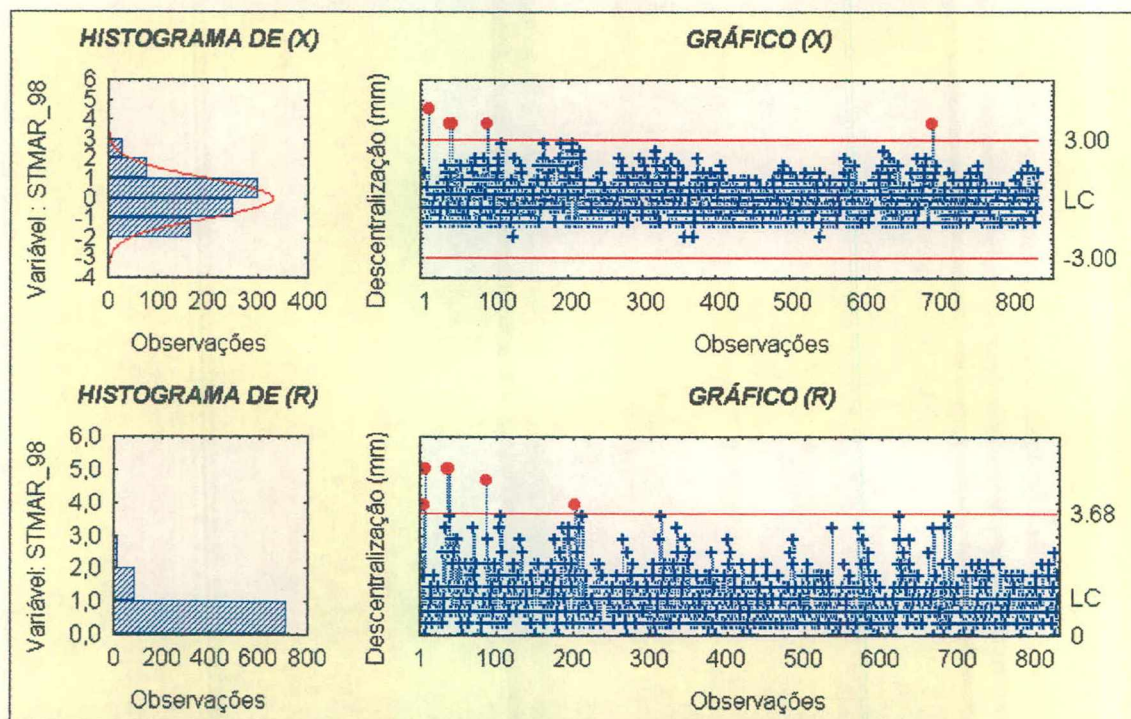 HISTOGRAMA DE (X)
GRÁFICO (X)
Variável : STMAR_98
6
5
4
3
2
1
0
-1
-2
-3
-4
0 100 200 300 400
Observações
Descentralização (mm)
3.00
LC
-3.00
1 100 200 300 400 500 600 700 800
Observações
HISTOGRAMA DE (R)
GRÁFICO (R)
Variável: STMAR_98
6,0
5,0
4,0
3,0
2,0
1,0
0,0
0 200 400 600 800
Observações
Descentralização (mm)
3.68
LC
0
1 100 200 300 400 500 600 700 800
Observações